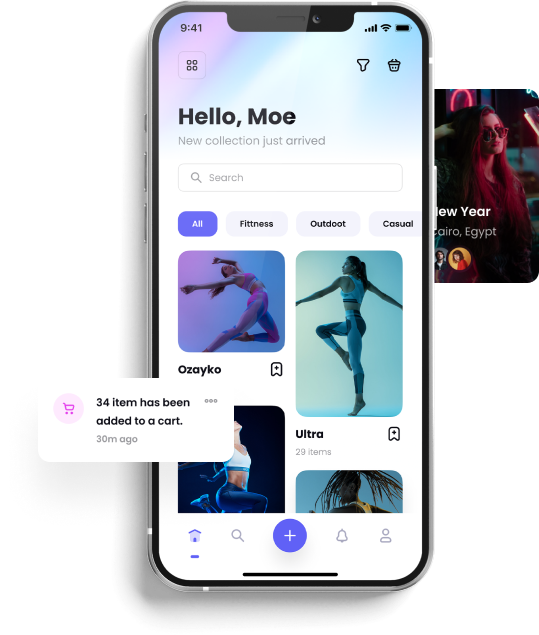 9:41
Hello, Moe
New collection just arrived
Search
All
Fittness
Outdoot
Casual
New Year
Cairo, Egypt
Ozayko
34 item has been
added to a cart.
30m ago
Ultra
29 items